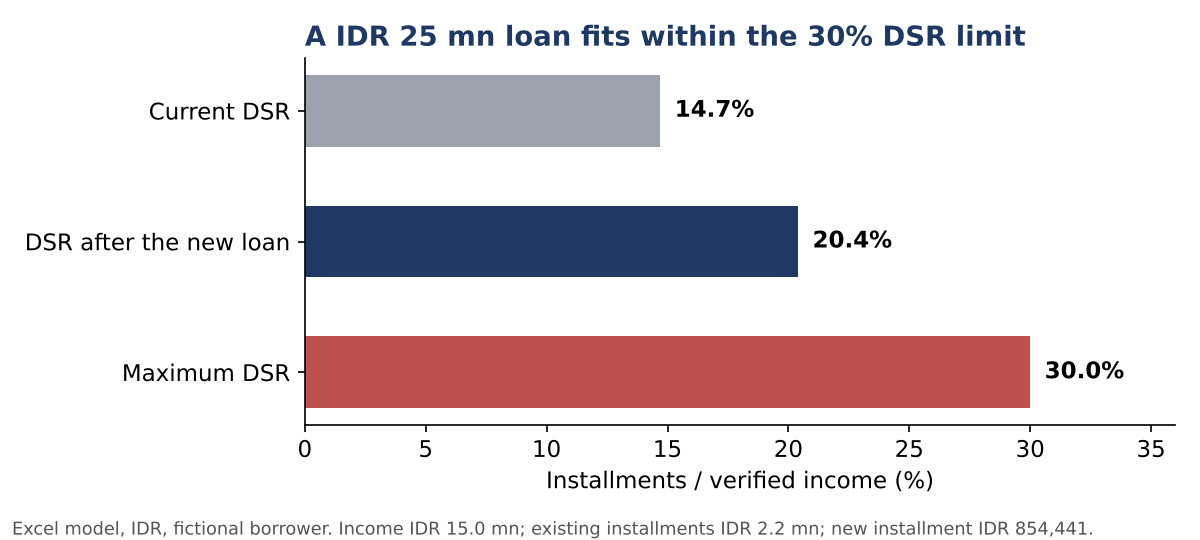 A IDR 25 mn loan fits within the 30% DSR limit
Current DSR
14.7%
DSR after the new loan
20.4%
Maximum DSR
30.0%
0 5 10 15 20 25 30 35
Installments / verified income (%)
Excel model, IDR, fictional borrower. Income IDR 15.0 mn; existing installments IDR 2.2 mn; new installment IDR 854,441.